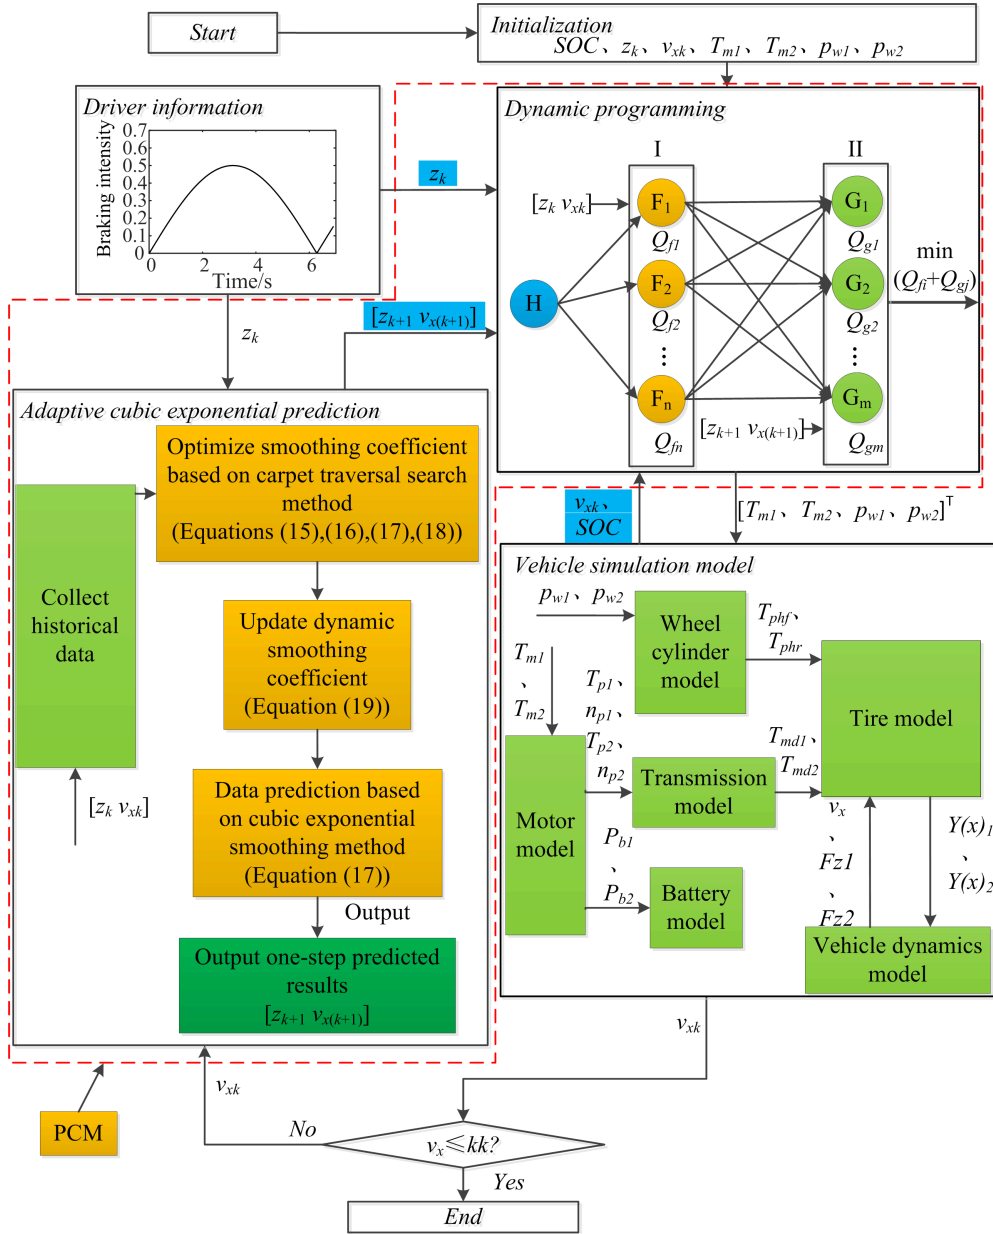 Start
Initialization
SOC、z_k、v_xk、T_m1、T_m2、p_w1、p_w2
Driver information
Braking intensity
0.7
0.6
0.5
0.4
0.3
0.2
0.1
0
0 2 4 6
Time/s
z_k
z_k
[z_k+1 v_x(k+1)]
Dynamic programming
I
II
[z_k v_xk]
H
F_1
Q_f1
F_2
Q_f2
⋮
F_n
Q_fn
G_1
Q_g1
G_2
Q_g2
⋮
G_m
Q_gm
[z_k+1 v_x(k+1)]
min
(Q_fi+Q_gj)
v_xk、
SOC
[T_m1、T_m2、p_w1、p_w2]^T
Adaptive cubic exponential prediction
Collect
historical
data
[z_k v_xk]
Optimize smoothing coefficient
based on carpet traversal search
method
(Equations (15),(16),(17),(18))
Update dynamic
smoothing
coefficient
(Equation (19))
Data prediction based
on cubic exponential
smoothing method
(Equation (17))
Output
Output one-step predicted
results
[z_k+1 v_x(k+1)]
Vehicle simulation model
p_w1、p_w2
T_m1
、
T_m2
Wheel
cylinder
model
T_phf、
T_phr
T_p1、
n_p1、
T_p2、
n_p2
Motor
model
Transmission
model
T_md1、
T_md2
P_b1
、
P_b2
Battery
model
Tire model
v_x
、
Fz1
、
Fz2
Y(x)_1
、
Y(x)_2
Vehicle dynamics
model
v_xk
v_xk
PCM
No
v_x≤kk?
Yes
End